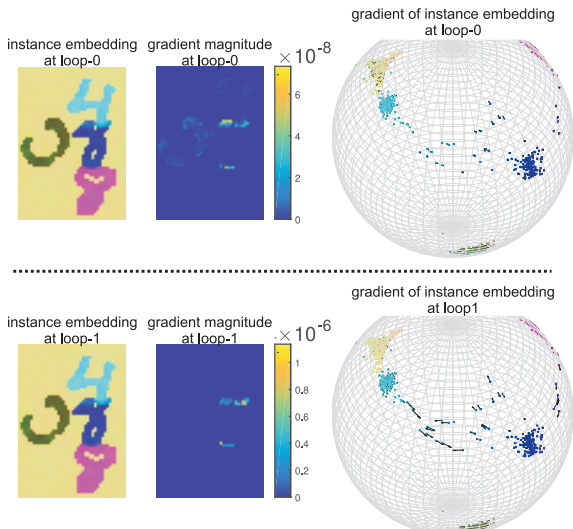 instance embedding
at loop-0
gradient magnitude
at loop-0
× 10^-8
6
4
2
0
gradient of instance embedding
at loop-0
instance embedding
at loop-1
gradient magnitude
at loop-1
× 10^-6
1
0.8
0.6
0.4
0.2
0
gradient of instance embedding
at loop1